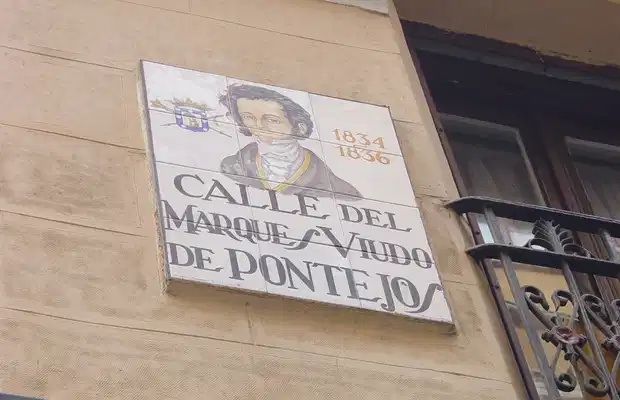 1834
1836
CALLE DEL
MARQUES VIUDO
DE PONTEJOS